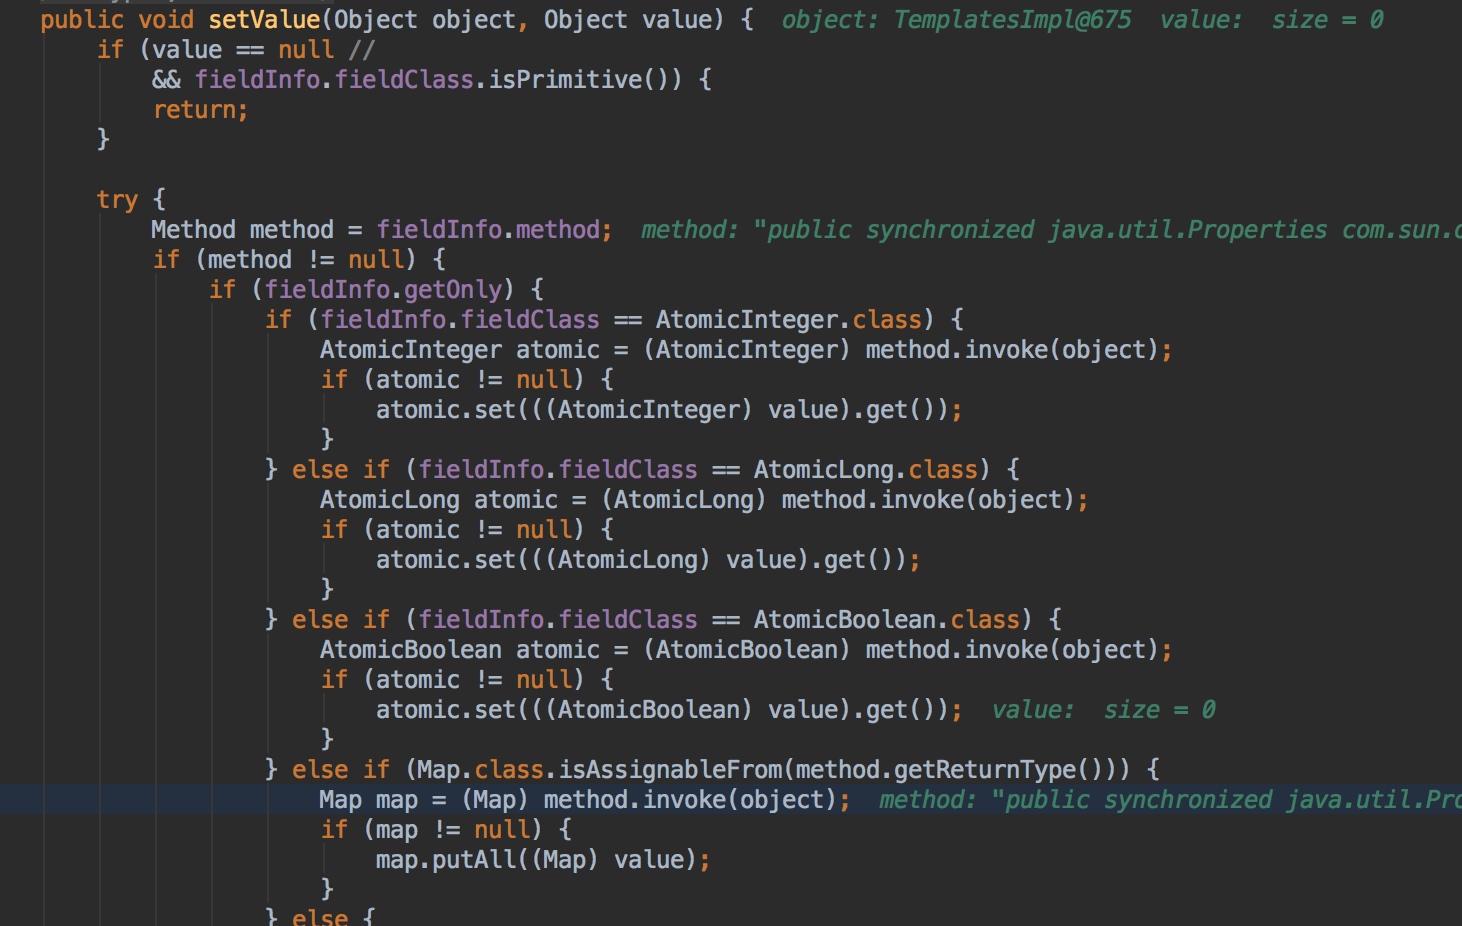 public void setValue(Object object, Object value) {  object: TemplatesImpl@675  value:  size = 0
if (value == null //
&& fieldInfo.fieldClass.isPrimitive()) {
return;
}
try {
Method method = fieldInfo.method;  method: "public synchronized java.util.Properties com.sun.
if (method != null) {
if (fieldInfo.getOnly) {
if (fieldInfo.fieldClass == AtomicInteger.class) {
AtomicInteger atomic = (AtomicInteger) method.invoke(object);
if (atomic != null) {
atomic.set(((AtomicInteger) value).get());
}
} else if (fieldInfo.fieldClass == AtomicLong.class) {
AtomicLong atomic = (AtomicLong) method.invoke(object);
if (atomic != null) {
atomic.set(((AtomicLong) value).get());
}
} else if (fieldInfo.fieldClass == AtomicBoolean.class) {
AtomicBoolean atomic = (AtomicBoolean) method.invoke(object);
if (atomic != null) {
atomic.set(((AtomicBoolean) value).get());  value:  size = 0
}
} else if (Map.class.isAssignableFrom(method.getReturnType())) {
Map map = (Map) method.invoke(object);  method: "public synchronized java.util.Pro
if (map != null) {
map.putAll((Map) value);
}
} else {